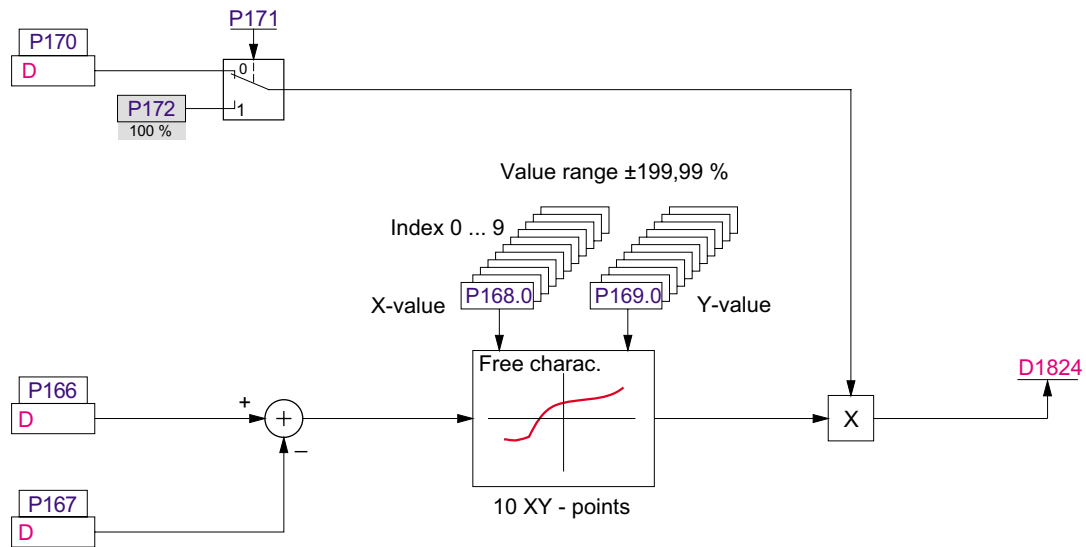 P171
P170
D
0
P172
1
100 %
Value range ±199,99 %
Index 0 ... 9
X-value
P168.0
P169.0
Y-value
Free charac.
D1824
P166
D
+
+
–
X
P167
D
10 XY - points